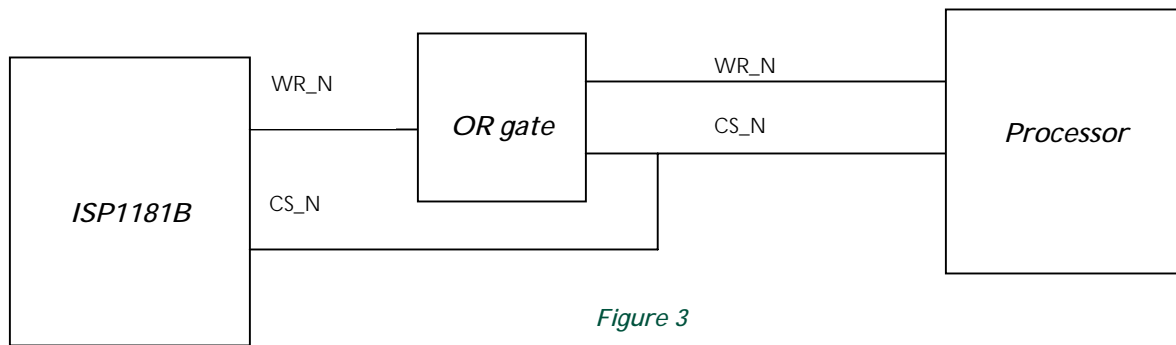 WR_N
WR_N
OR gate
CS_N
Processor
ISP1181B
CS_N
Figure 3